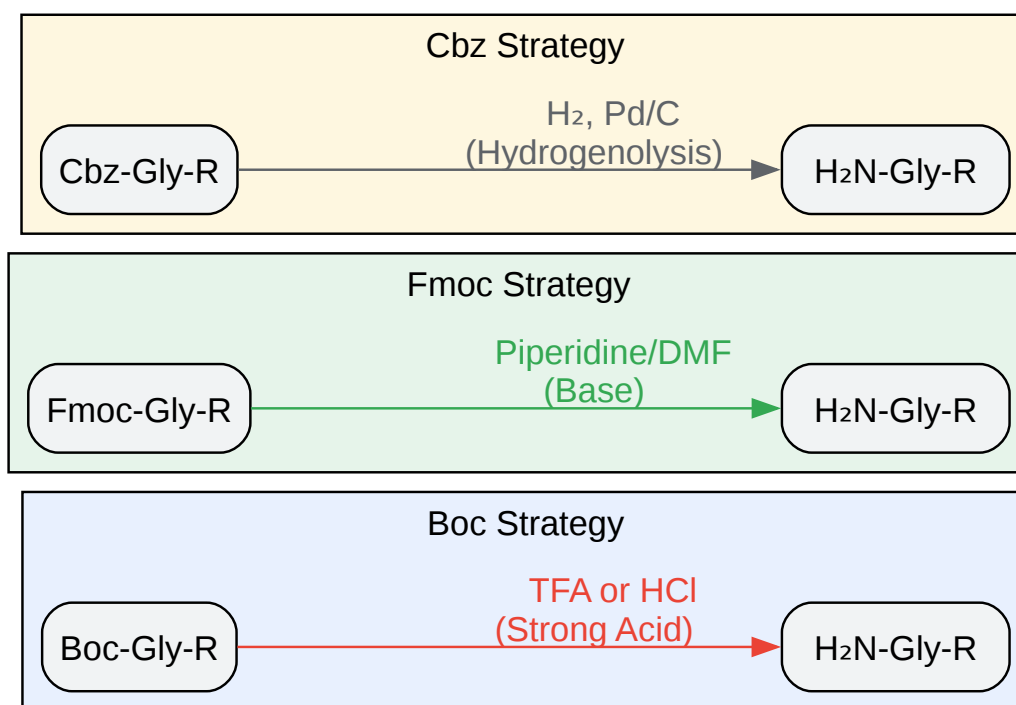 Cbz Strategy
H₂, Pd/C
(Hydrogenolysis)
Cbz-Gly-R
H₂N-Gly-R
Fmoc Strategy
Piperidine/DMF
(Base)
Fmoc-Gly-R
H₂N-Gly-R
Boc Strategy
TFA or HCl
(Strong Acid)
Boc-Gly-R
H₂N-Gly-R